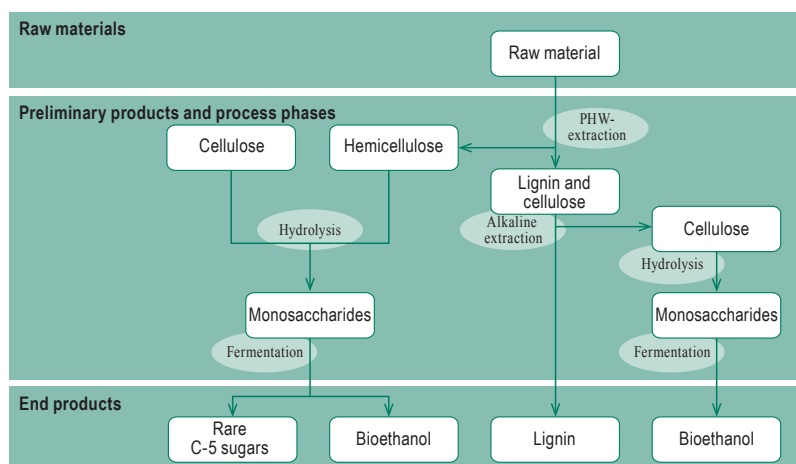 Raw materials
Raw material
Preliminary products and process phases
PHW-
extraction
Cellulose
Hemicellulose
Lignin and
cellulose
Alkaline
extraction
Cellulose
Hydrolysis
Hydrolysis
Monosaccharides
Monosaccharides
Fermentation
Fermentation
End products
Rare
C-5 sugars
Bioethanol
Lignin
Bioethanol